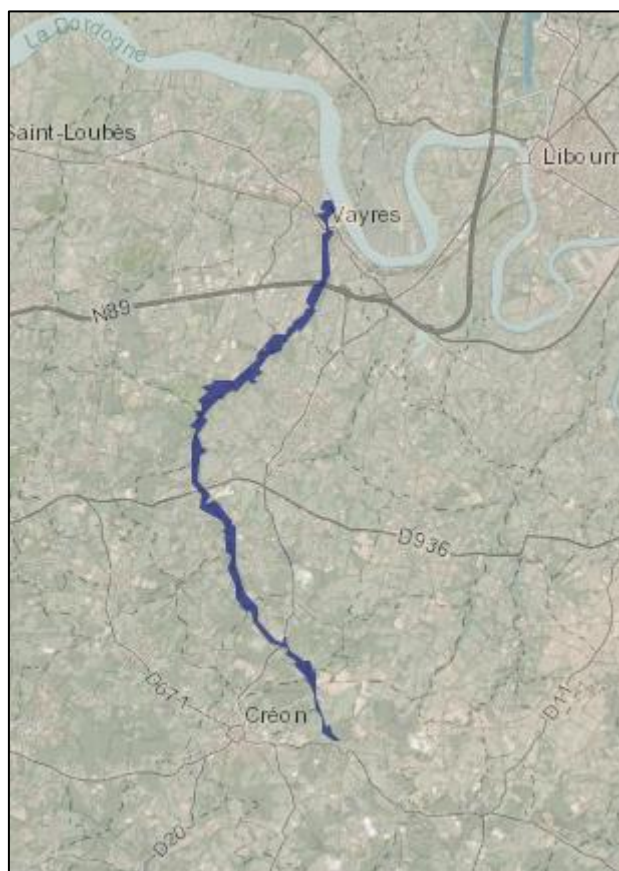 La Dordogne
Saint-Loubès
Libourn
Vayres
N89
D936
D671
Créon
D11
D20